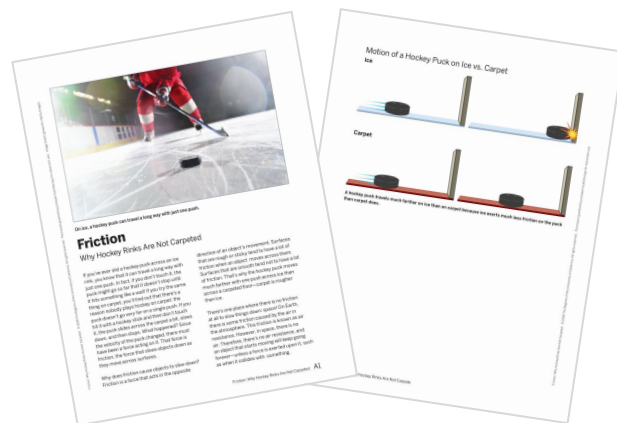 On ice, a hockey puck can travel a long way with just one push.
Friction
Why Hockey Rinks Are Not Carpeted
If you've ever slid a hockey puck across an ice
rink, you know that it can travel a long way with
just one push. In fact, if you don't touch it, the
puck might go so far that it doesn't stop until
it hits something like a wall! If you try the same
thing on carpet, you'll find out that there's a
reason nobody plays hockey on carpet: the
puck doesn't go very far on a single push. If you
hit it with a hockey stick and then don't touch
it, the puck slides across the carpet a bit, slows
down, and then stops. What happened? Since
the velocity of the puck changed, there must
have been a force acting on it. That force is
friction, the force that slows objects down as
they move across surfaces.
Why does friction cause objects to slow down?
Friction is a force that acts in the opposite
direction of an object's movement. Surfaces
that are rough or sticky tend to have a lot of
friction when an object moves across them.
Surfaces that are smooth tend not to have a lot
of friction. That's why the hockey puck moves
much farther with one push across ice than
across a carpeted floor—carpet is rougher
than ice.
There's one place where there is no friction
at all to slow things down: space! On Earth,
there is some friction caused by the air in
the atmosphere. This friction is known as air
resistance. However, in space, there is no
air. Therefore, there's no air resistance, and
an object that starts moving will keep going
forever—unless a force is exerted upon it, such
as when it collides with something.
Friction: Why Hockey Rinks Are Not Carpeted A1
Motion of a Hockey Puck on Ice vs. Carpet
Ice
Carpet
A hockey puck travels much farther on ice than on carpet because ice exerts much less friction on the puck
than carpet does.
Hockey Rinks Are Not Carpeted